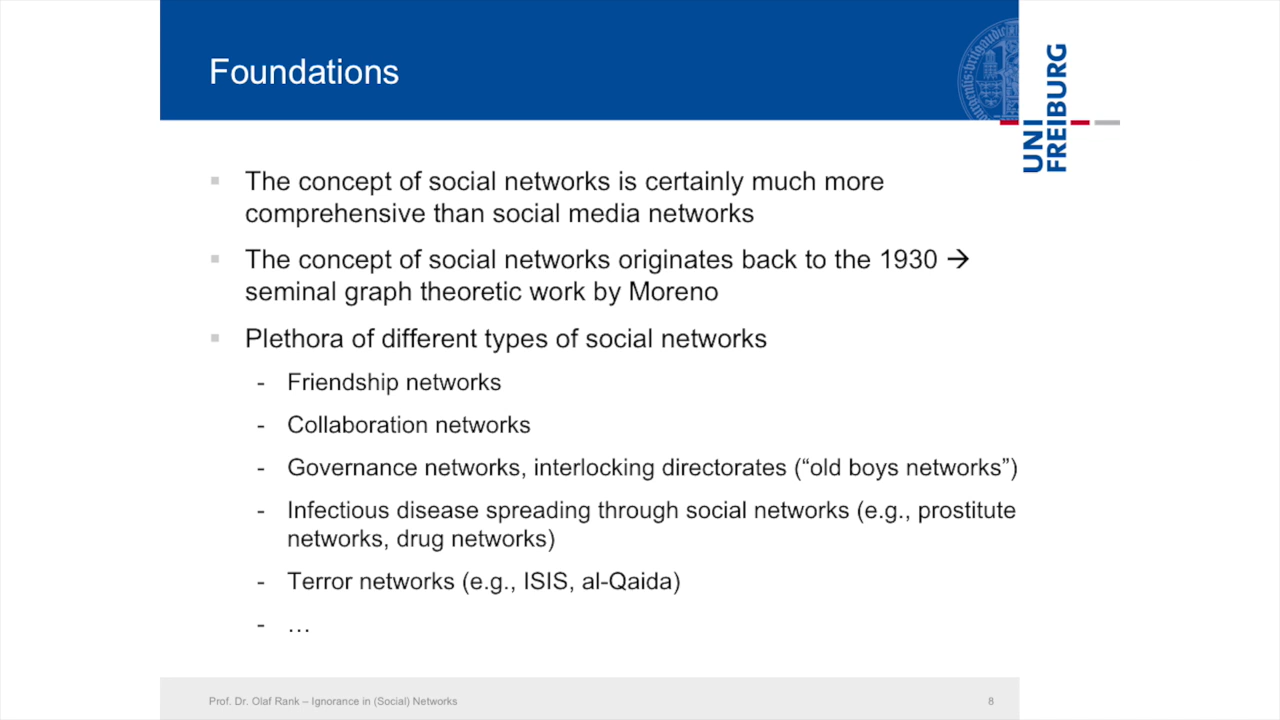 Foundations
UNI
FREIBURG
▪ The concept of social networks is certainly much more
comprehensive than social media networks
▪ The concept of social networks originates back to the 1930 →
seminal graph theoretic work by Moreno
▪ Plethora of different types of social networks
- Friendship networks
- Collaboration networks
- Governance networks, interlocking directorates (“old boys networks”)
- Infectious disease spreading through social networks (e.g., prostitute
networks, drug networks)
- Terror networks (e.g., ISIS, al-Qaida)
- …
Prof. Dr. Olaf Rank – Ignorance in (Social) Networks 8